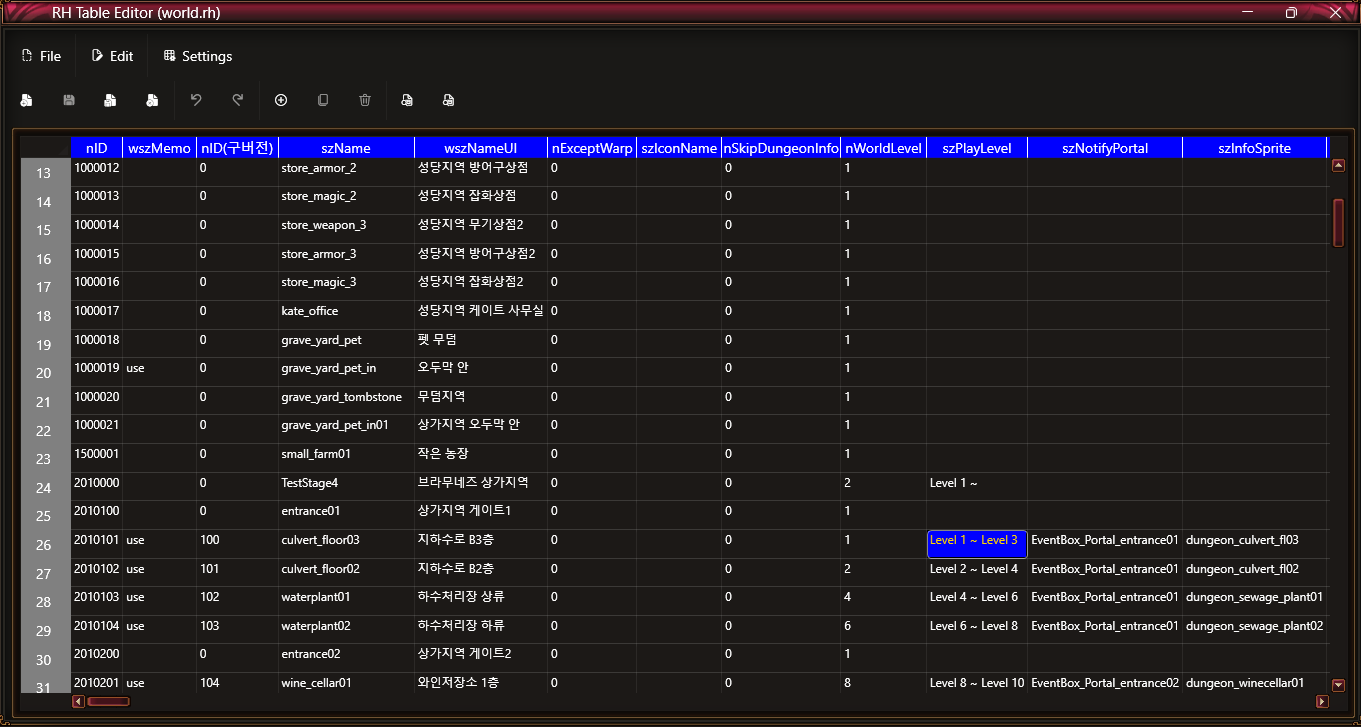 RH Table Editor (world.rh)
File Edit Settings
nID wszMemo nID(구버전) szName wszNameUI nExceptWarp szIconName nSkipDungeonInfo nWorldLevel szPlayLevel szNotifyPortal szInfoSprite
13 1000012 0 store_armor_2 성당지역 방어구상점 0 0 1
14 1000013 0 store_magic_2 성당지역 잡화상점 0 0 1
15 1000014 0 store_weapon_3 성당지역 무기상점2 0 0 1
16 1000015 0 store_armor_3 성당지역 방어구상점2 0 0 1
17 1000016 0 store_magic_3 성당지역 잡화상점2 0 0 1
18 1000017 0 kate_office 성당지역 케이트 사무실 0 0 1
19 1000018 0 grave_yard_pet 펫 무덤 0 0 1
20 1000019 use 0 grave_yard_pet_in 오두막 안 0 0 1
21 1000020 0 grave_yard_tombstone 무덤지역 0 0 1
22 1000021 0 grave_yard_pet_in01 상가지역 오두막 안 0 0 1
23 1500001 0 small_farm01 작은 농장 0 0 1
24 2010000 0 TestStage4 브라무네즈 상가지역 0 0 2 Level 1 ~
25 2010100 0 entrance01 상가지역 게이트1 0 0 1
26 2010101 use 100 culvert_floor03 지하수로 B3층 0 0 1 Level 1 ~ Level 3 EventBox_Portal_entrance01 dungeon_culvert_fl03
27 2010102 use 101 culvert_floor02 지하수로 B2층 0 0 2 Level 2 ~ Level 4 EventBox_Portal_entrance01 dungeon_culvert_fl02
28 2010103 use 102 waterplant01 하수처리장 상류 0 0 4 Level 4 ~ Level 6 EventBox_Portal_entrance01 dungeon_sewage_plant01
29 2010104 use 103 waterplant02 하수처리장 하류 0 0 6 Level 6 ~ Level 8 EventBox_Portal_entrance01 dungeon_sewage_plant02
30 2010200 0 entrance02 상가지역 게이트2 0 0 1
31 2010201 use 104 wine_cellar01 와인저장소 1층 0 0 8 Level 8 ~ Level 10 EventBox_Portal_entrance02 dungeon_winecellar01